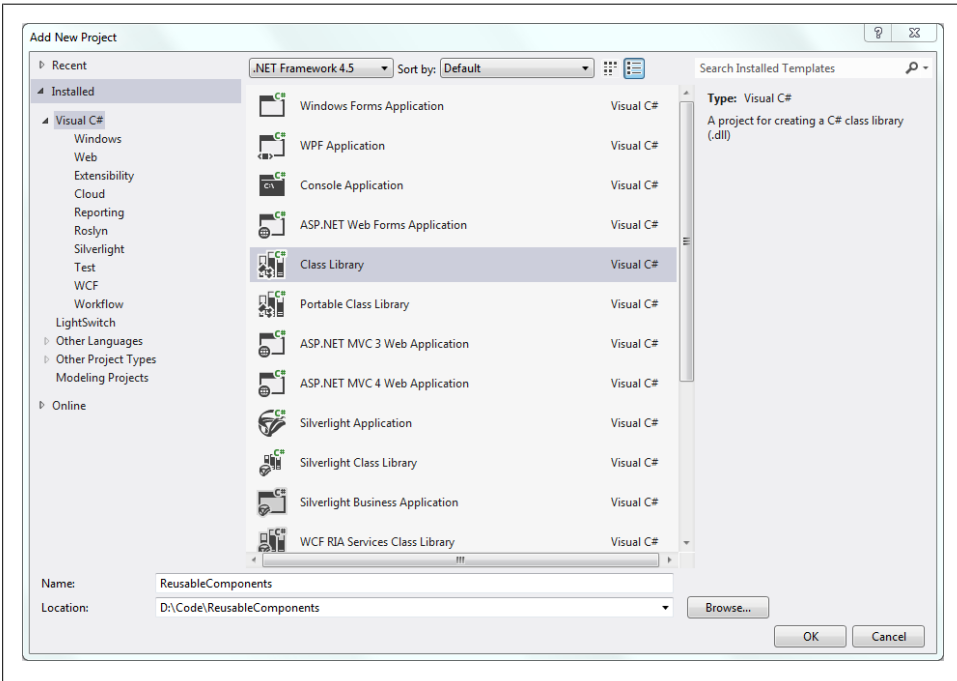 Add New Project
Recent
.NET Framework 4.5 Sort by: Default
Search Installed Templates
Installed
Visual C#
Windows
Web
Extensibility
Cloud
Reporting
Roslyn
Silverlight
Test
WCF
Workflow
LightSwitch
Other Languages
Other Project Types
Modeling Projects
Online
Windows Forms Application Visual C#
WPF Application Visual C#
Console Application Visual C#
ASP.NET Web Forms Application Visual C#
Class Library Visual C#
Portable Class Library Visual C#
ASP.NET MVC 3 Web Application Visual C#
ASP.NET MVC 4 Web Application Visual C#
Silverlight Application Visual C#
Silverlight Class Library Visual C#
Silverlight Business Application Visual C#
WCF RIA Services Class Library Visual C#
Type: Visual C#
A project for creating a C# class library
(.dll)
Name: ReusableComponents
Location: D:\Code\ReusableComponents
Browse...
OK Cancel